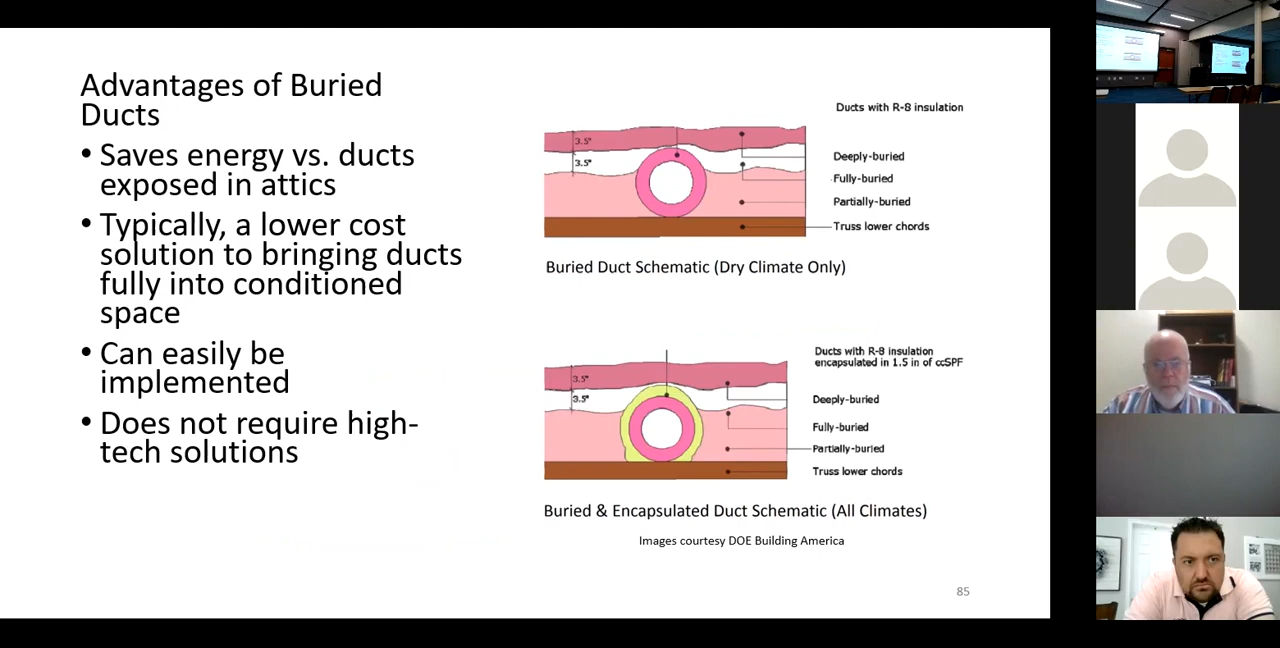 Advantages of Buried
Ducts
• Saves energy vs. ducts
exposed in attics
• Typically, a lower cost
solution to bringing ducts
fully into conditioned
space
• Can easily be
implemented
• Does not require high-
tech solutions
Ducts with R-8 insulation
3.5"
3.5"
Deeply-buried
Fully-buried
Partially-buried
Truss lower chords
Buried Duct Schematic (Dry Climate Only)
Ducts with R-8 insulation
encapsulated in 1.5 in of ccSPF
3.5"
3.5"
Deeply-buried
Fully-buried
Partially-buried
Truss lower chords
Buried & Encapsulated Duct Schematic (All Climates)
Images courtesy DOE Building America
85